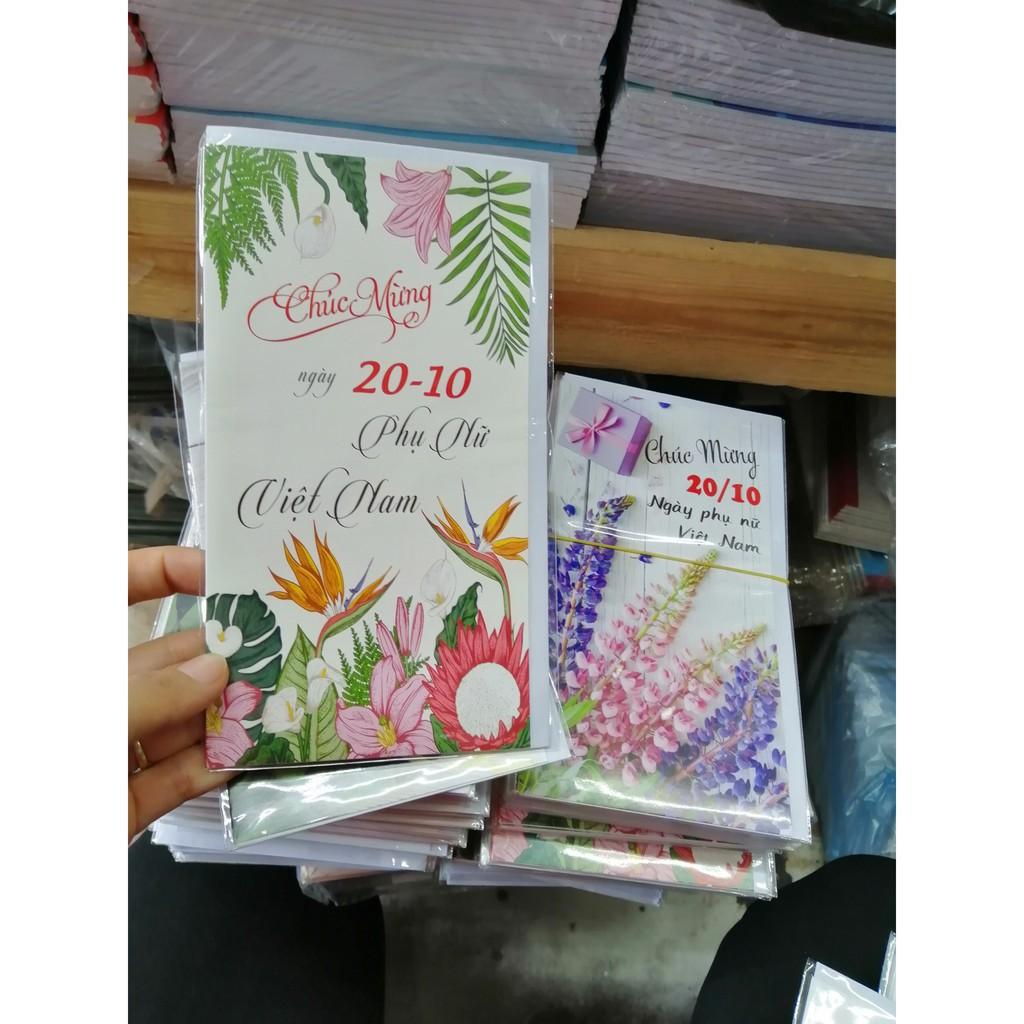 Chúc Mừng
ngày 20-10
Phụ Nữ
Việt Nam
Chúc Mừng
20/10
Ngày phụ nữ
Việt Nam